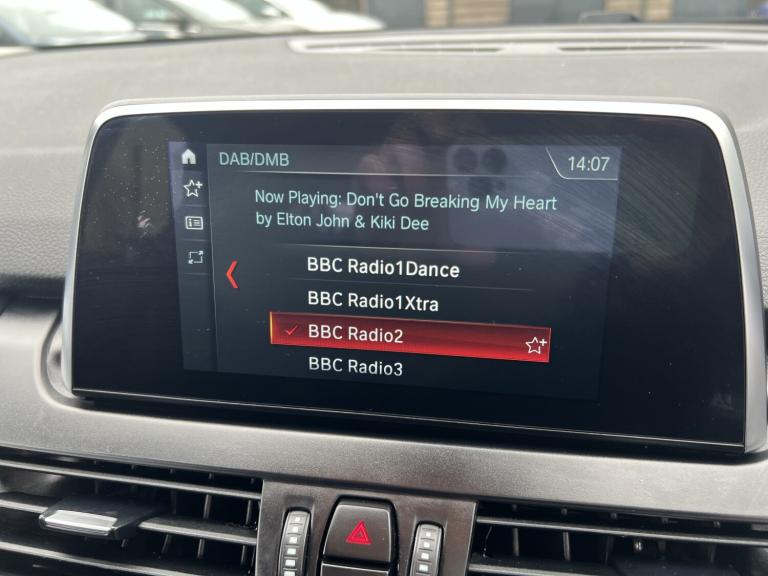 DAB/DMB
14:07
Now Playing: Don't Go Breaking My Heart
by Elton John & Kiki Dee
BBC Radio1Dance
BBC Radio1Xtra
BBC Radio2
BBC Radio3